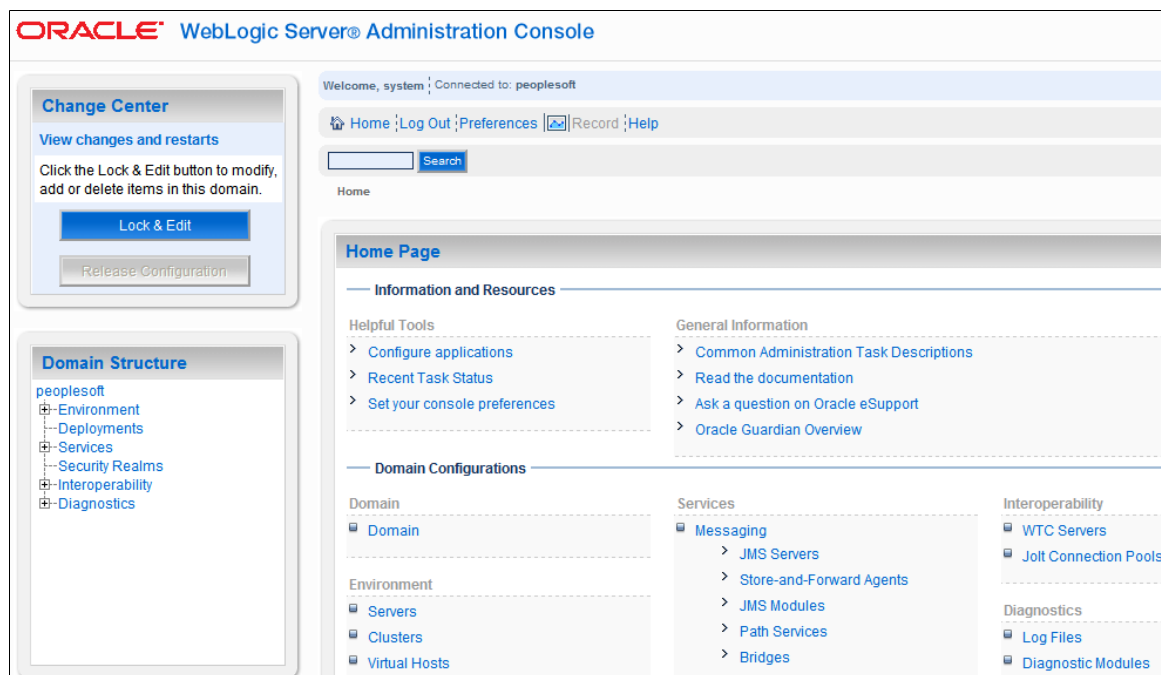 ORACLE® WebLogic Server® Administration Console
Change Center
View changes and restarts
Click the Lock & Edit button to modify,
add or delete items in this domain.
Lock & Edit
Release Configuration
Domain Structure
peoplesoft
Environment
Deployments
Services
Security Realms
Interoperability
Diagnostics
Welcome, system Connected to: peoplesoft
Home Log Out Preferences Record Help
Search
Home
Home Page
Information and Resources
Helpful Tools
Configure applications
Recent Task Status
Set your console preferences
General Information
Common Administration Task Descriptions
Read the documentation
Ask a question on Oracle eSupport
Oracle Guardian Overview
Domain Configurations
Domain
Domain
Environment
Servers
Clusters
Virtual Hosts
Services
Messaging
JMS Servers
Store-and-Forward Agents
JMS Modules
Path Services
Bridges
Interoperability
WTC Servers
Jolt Connection Pools
Diagnostics
Log Files
Diagnostic Modules